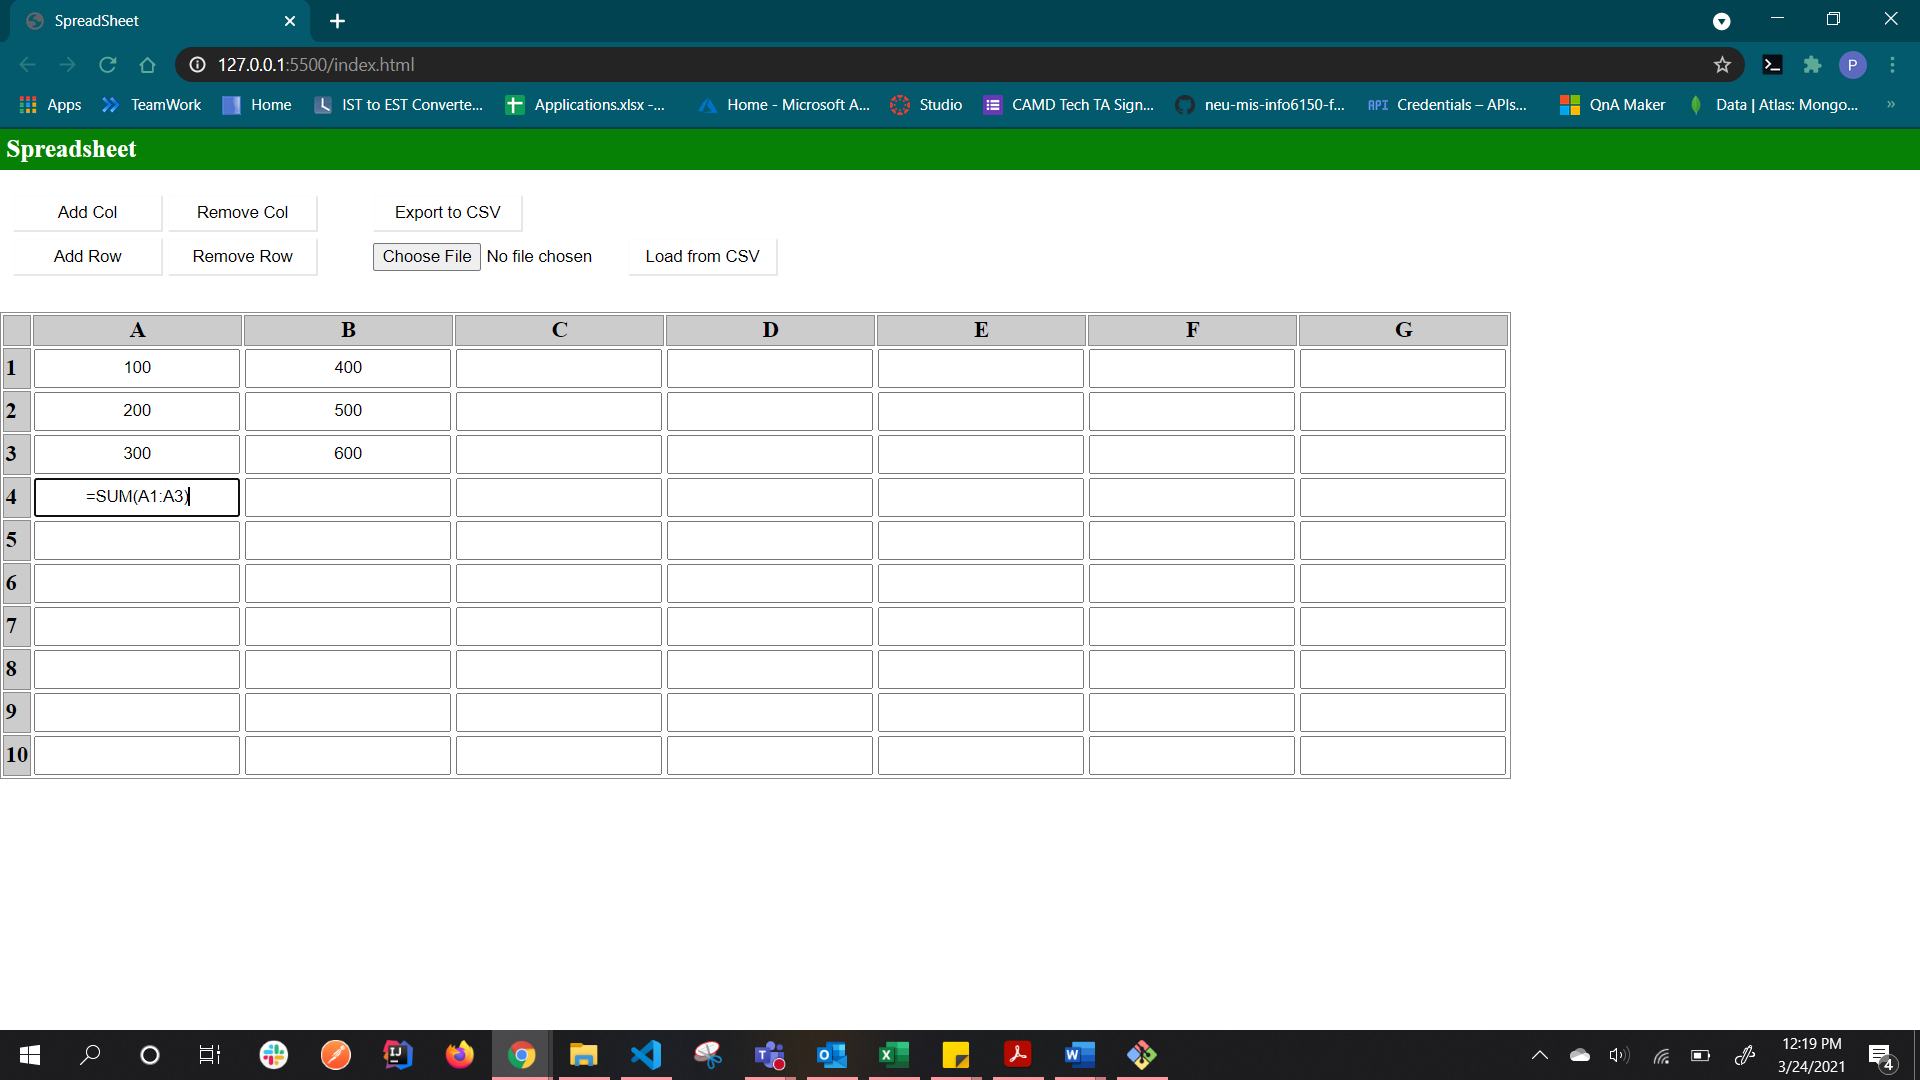 SpreadSheet
127.0.0.1:5500/index.html
P
Apps TeamWork Home IST to EST Converte... Applications.xlsx -... Home - Microsoft A... Studio CAMD Tech TA Sign... neu-mis-info6150-f... API Credentials – APIs... QnA Maker Data | Atlas: Mongo... »
Spreadsheet
Add Col Remove Col Export to CSV
Add Row Remove Row Choose File No file chosen Load from CSV
A B C D E F G
1 100 400
2 200 500
3 300 600
4 =SUM(A1:A3)
5
6
7
8
9
10
12:19 PM
3/24/2021
4